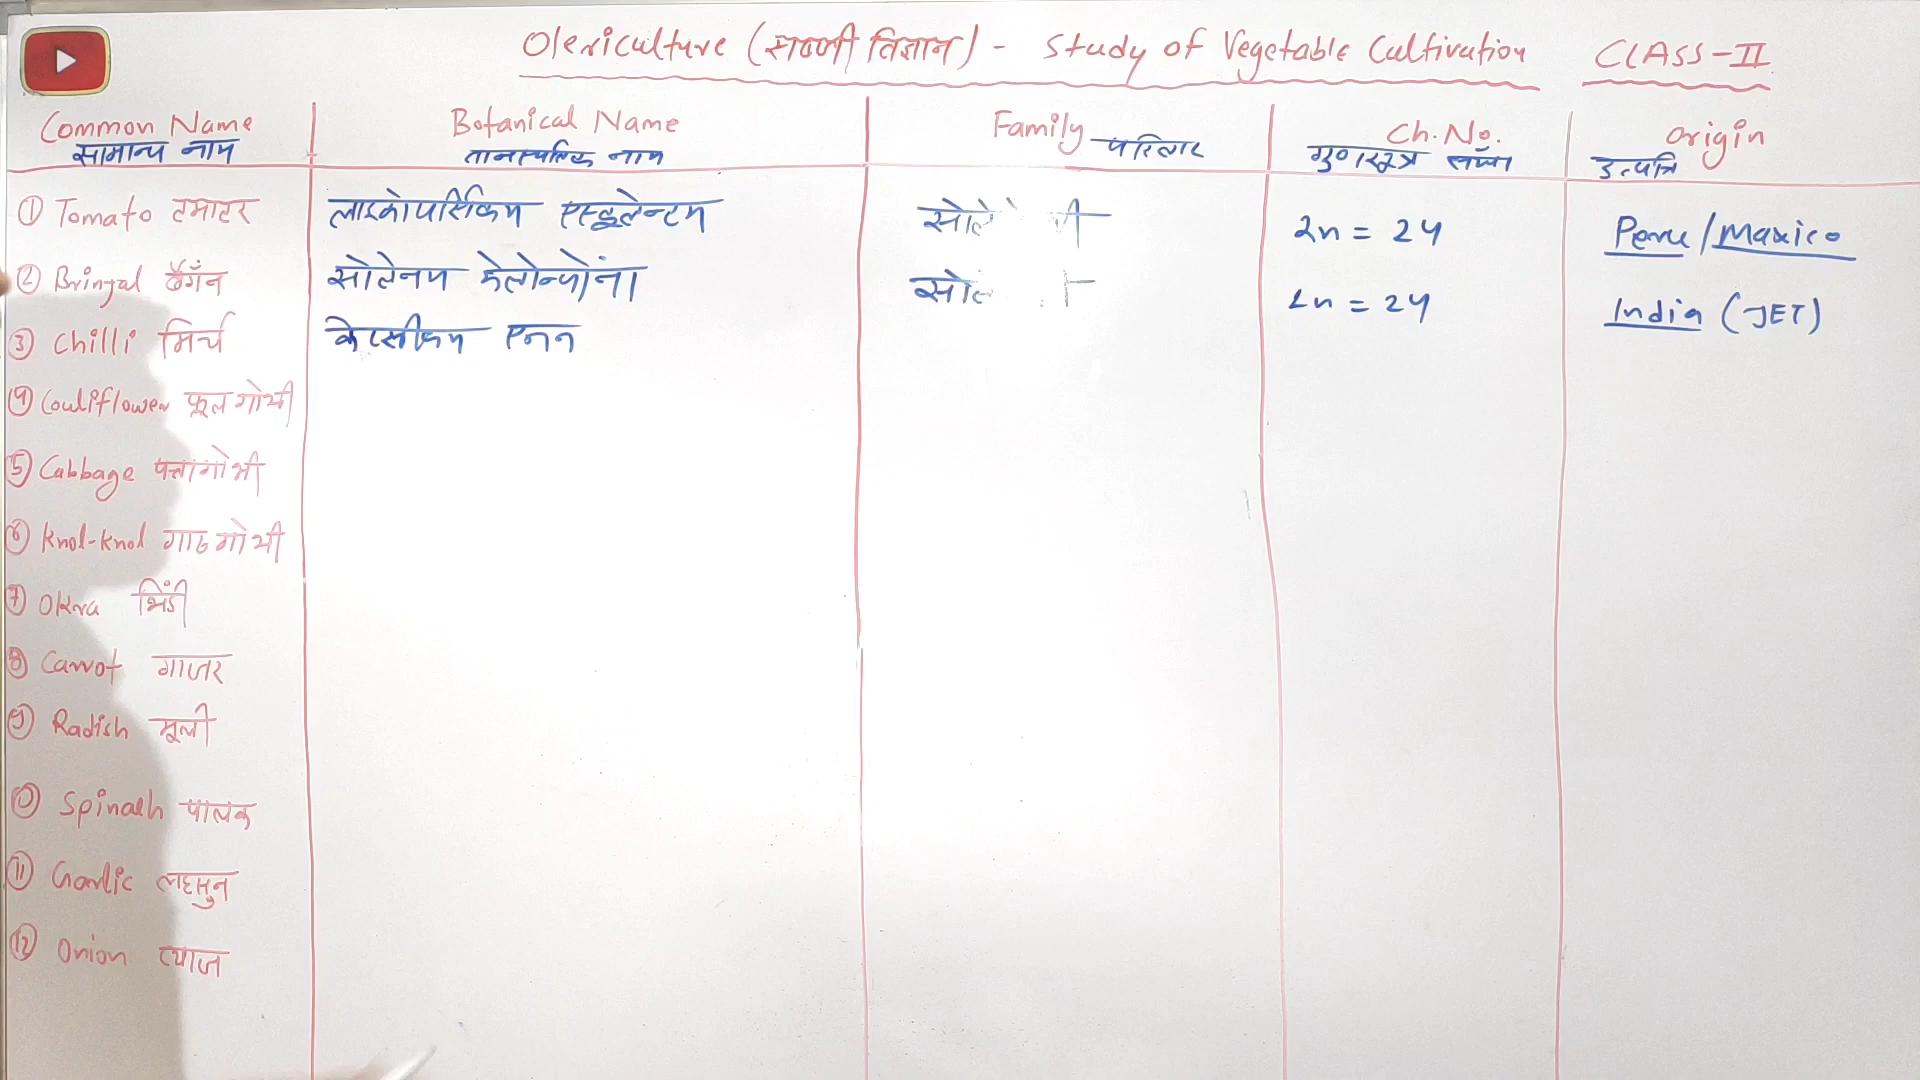 Olericulture (सब्जी विज्ञान) - Study of Vegetable Cultivation CLASS-II
Common Name Botanical Name Family Ch. No. Origin
सामान्य नाम वानस्पतिक नाम परिवार गुणसूत्र संख्या उत्पत्ति
① Tomato टमाटर लाइकोपर्सिकम एस्कुलेन्टम 2n = 24 Peru/Maxico
② Bringal बैगँन सोलेनम मेलोन्जेना 2n = 24 India (JET)
③ Chilli मिर्च केप्सीकम एनम
④ Couliflower फूलगोभी
⑤ Cabbage पत्तागोभी
⑥ Knol-Knol गाठगोभी
⑦ Okra भिंडी
⑧ Carrot गाजर
⑨ Radish मूली
⑩ Spinach पालक
⑪ Garlic लहसुन
⑫ Onion प्याज